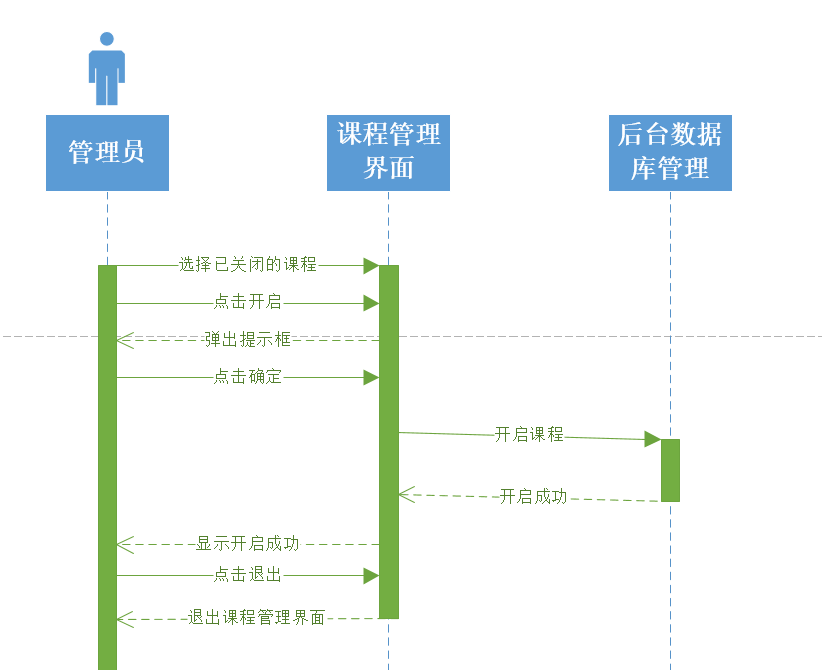 管理员
课程管理
界面
后台数据
库管理
选择已关闭的课程
点击开启
弹出提示框
点击确定
开启课程
开启成功
显示开启成功
点击退出
退出课程管理界面